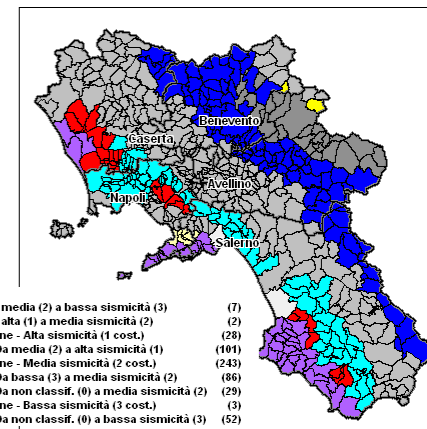 Benevento
Caserta
Avellino
Napoli
Salerno
media (2) a bassa sismicità (3) (7)
alta (1) a media sismicità (2) (2)
ne - Alta sismicità (1 cost.) (28)
Da media (2) a alta sismicità (1) (101)
ne - Media sismicità (2 cost.) (243)
Da bassa (3) a media sismicità (2) (86)
Da non classif. (0) a media sismicità (2) (29)
ne - Bassa sismicità (3 cost.) (3)
Da non classif. (0) a bassa sismicità (3) (52)